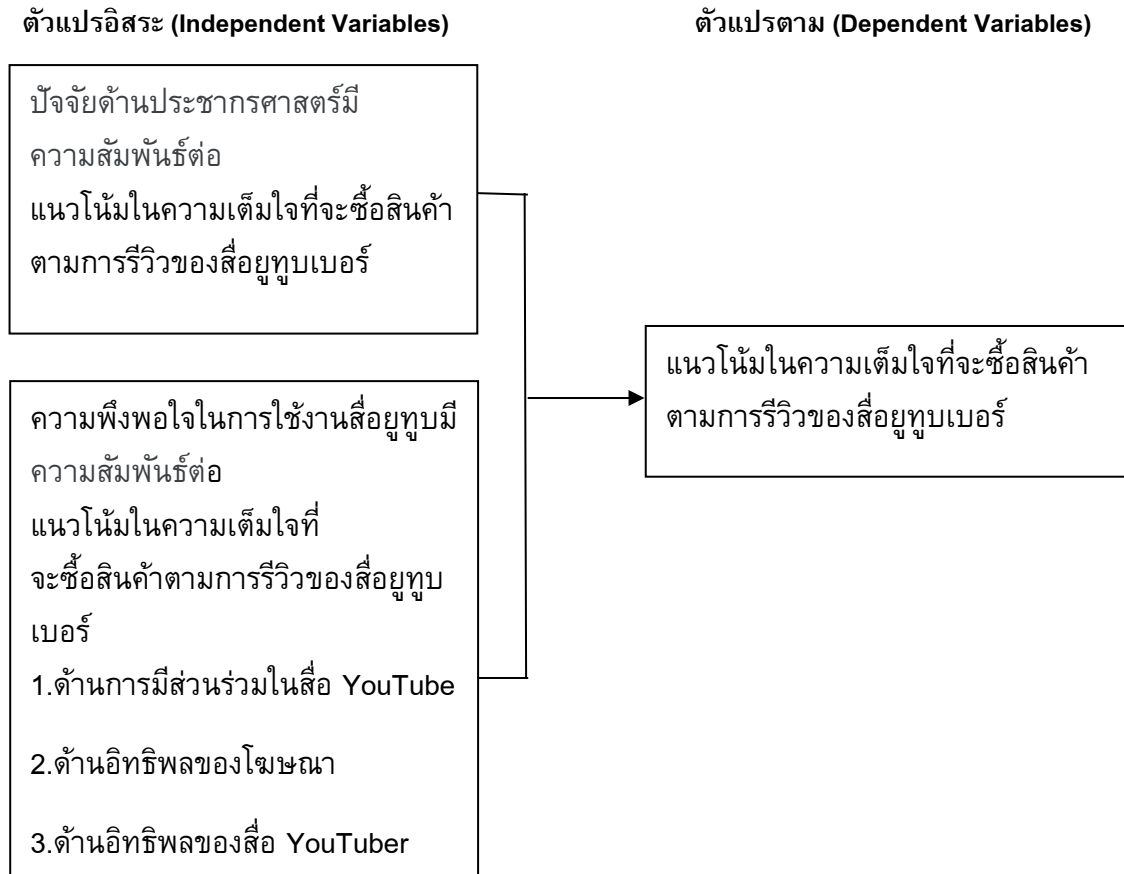 ตัวแปรอิสระ (Independent Variables)
ตัวแปรตาม (Dependent Variables)
ปัจจัยด้านประชากรศาสตร์มี
ความสัมพันธ์ต่อ
แนวโน้มในความเต็มใจที่จะซื้อสินค้า
ตามการรีวิวของสื่อยูทูบเบอร์
ความพึงพอใจในการใช้งานสื่อยูทูบมี
ความสัมพันธ์ต่อ
แนวโน้มในความเต็มใจที่
จะซื้อสินค้าตามการรีวิวของสื่อยูทูบ
เบอร์
1.ด้านการมีส่วนร่วมในสื่อ YouTube
2.ด้านอิทธิพลของโฆษณา
3.ด้านอิทธิพลของสื่อ YouTuber
แนวโน้มในความเต็มใจที่จะซื้อสินค้า
ตามการรีวิวของสื่อยูทูบเบอร์